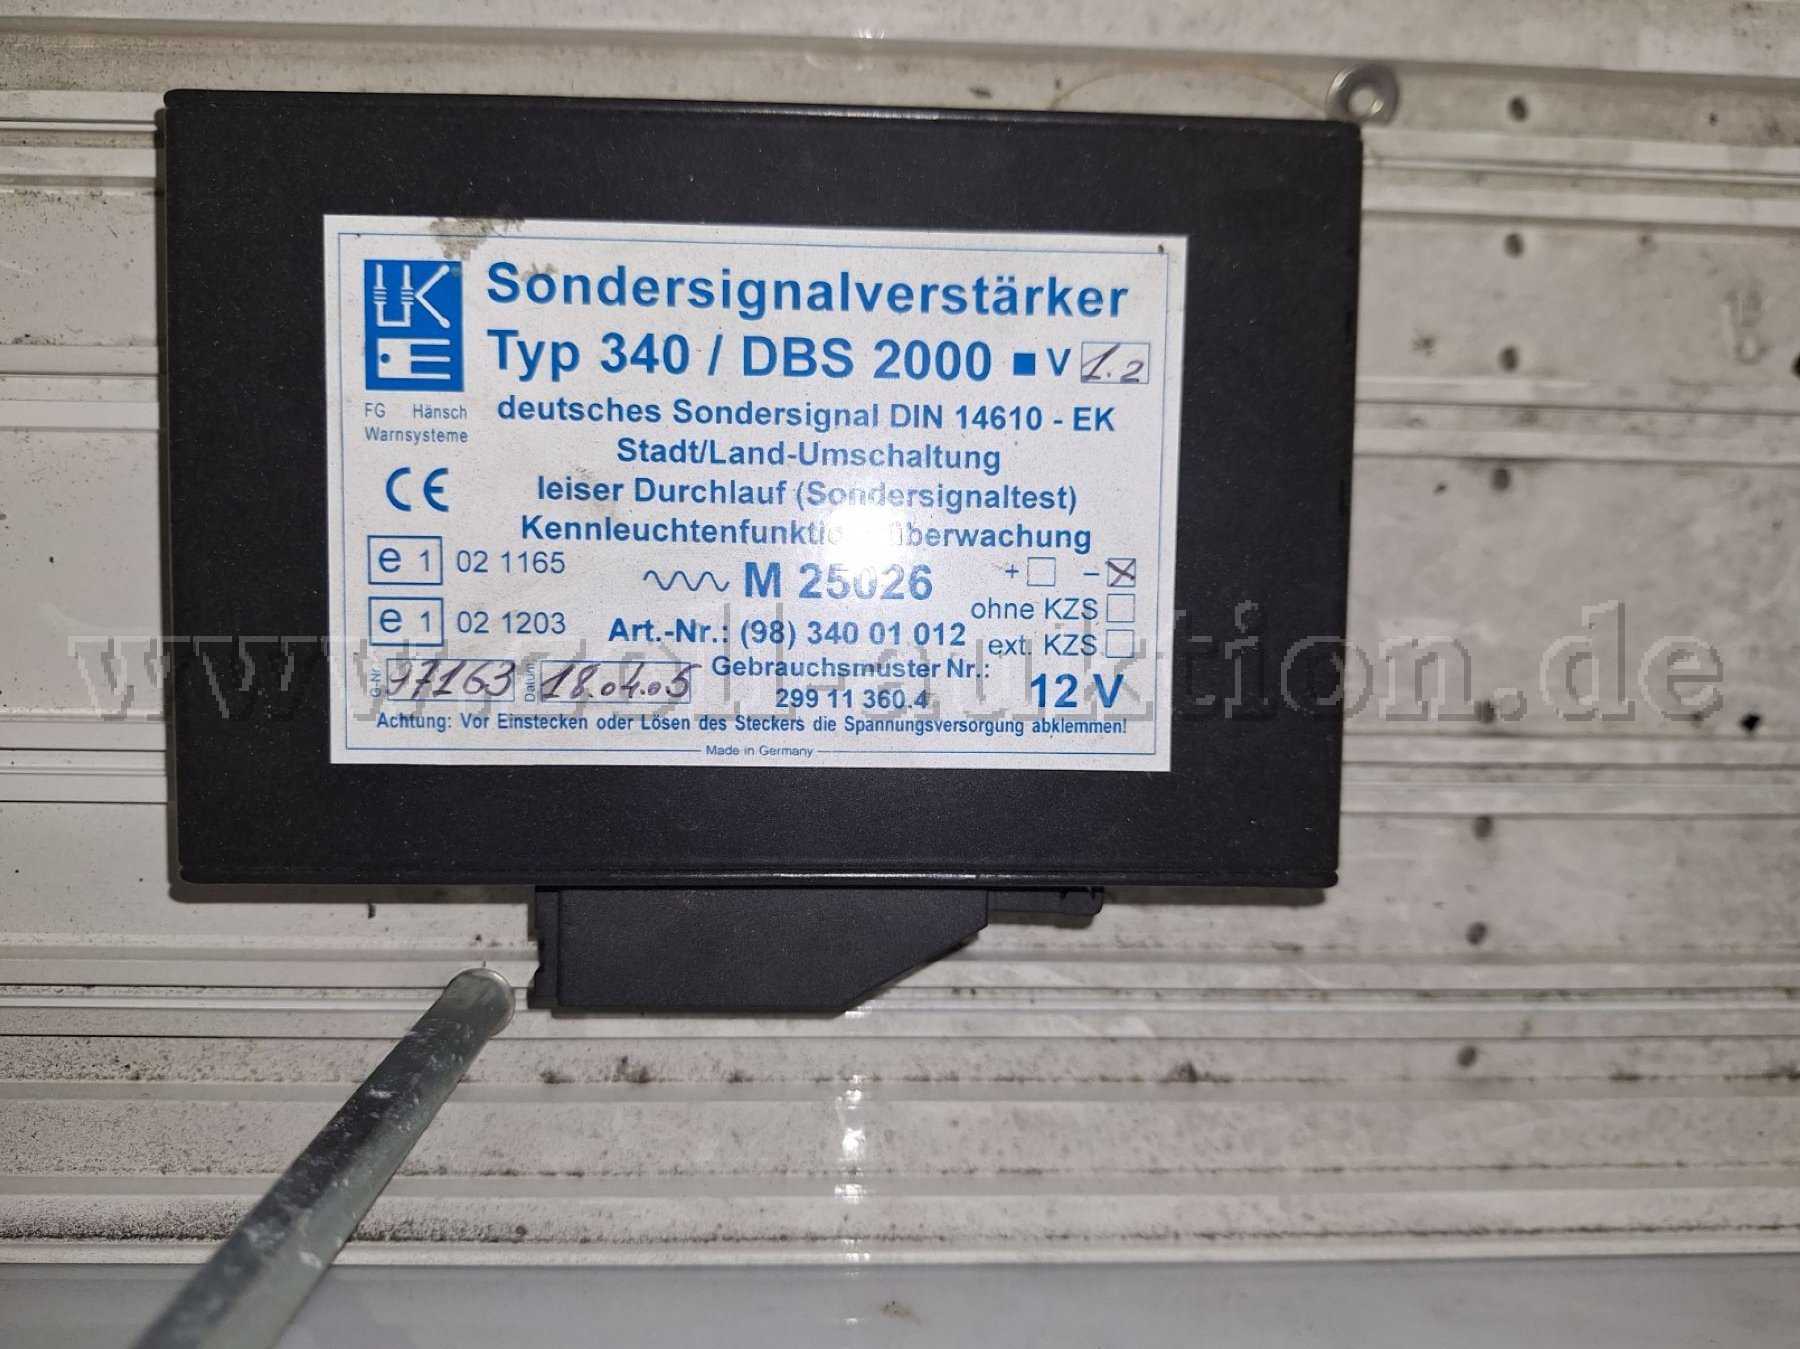 Sondersignalverstärker
Typ 340 / DBS 2000 ■ V 1.2
FG Hänsch
Warnsysteme
deutsches Sondersignal DIN 14610 - EK
Stadt/Land-Umschaltung
leiser Durchlauf (Sondersignaltest)
Kennleuchtenfunktionsüberwachung
CE
e 1 02 1165
M 25026
+ -
ohne KZS
e 1 02 1203
Art.-Nr.: (98) 340 01 012
ext. KZS
G-Nr. 97163 Datum 18.04.05
Gebrauchsmuster Nr.:
299 11 360.4
12 V
Achtung: Vor Einstecken oder Lösen des Steckers die Spannungsversorgung abklemmen!
Made in Germany